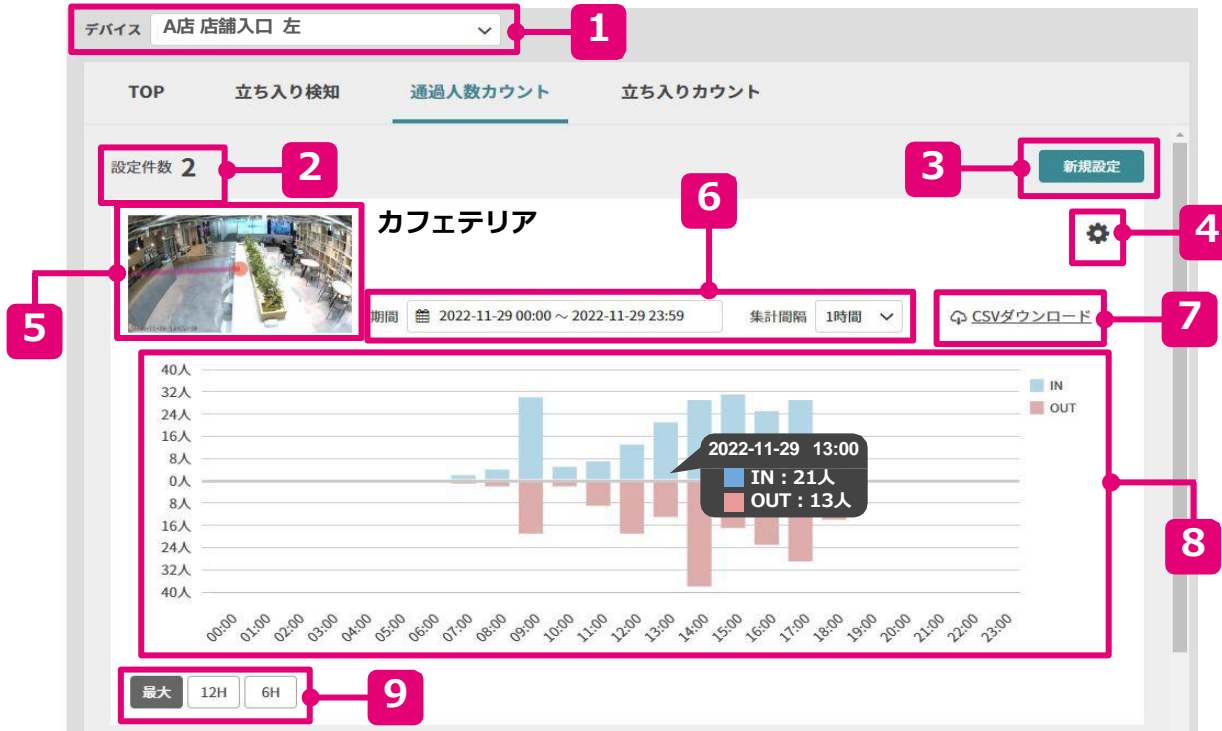 デバイス A店 店舗入口 左
1
TOP 立ち入り検知 通過人数カウント 立ち入りカウント
設定件数 2
2
3
新規設定
カフェテリア
6
4
5
期間 2022-11-29 00:00 ～ 2022-11-29 23:59 集計間隔 1時間
CSVダウンロード
7
40人
32人
24人
16人
8人
0人
8人
16人
24人
32人
40人
IN
OUT
2022-11-29 13:00
IN：21人
OUT：13人
8
00:00 01:00 02:00 03:00 04:00 05:00 06:00 07:00 08:00 09:00 10:00 11:00 12:00 13:00 14:00 15:00 16:00 17:00 18:00 19:00 20:00 21:00 22:00 23:00
最大 12H 6H
9